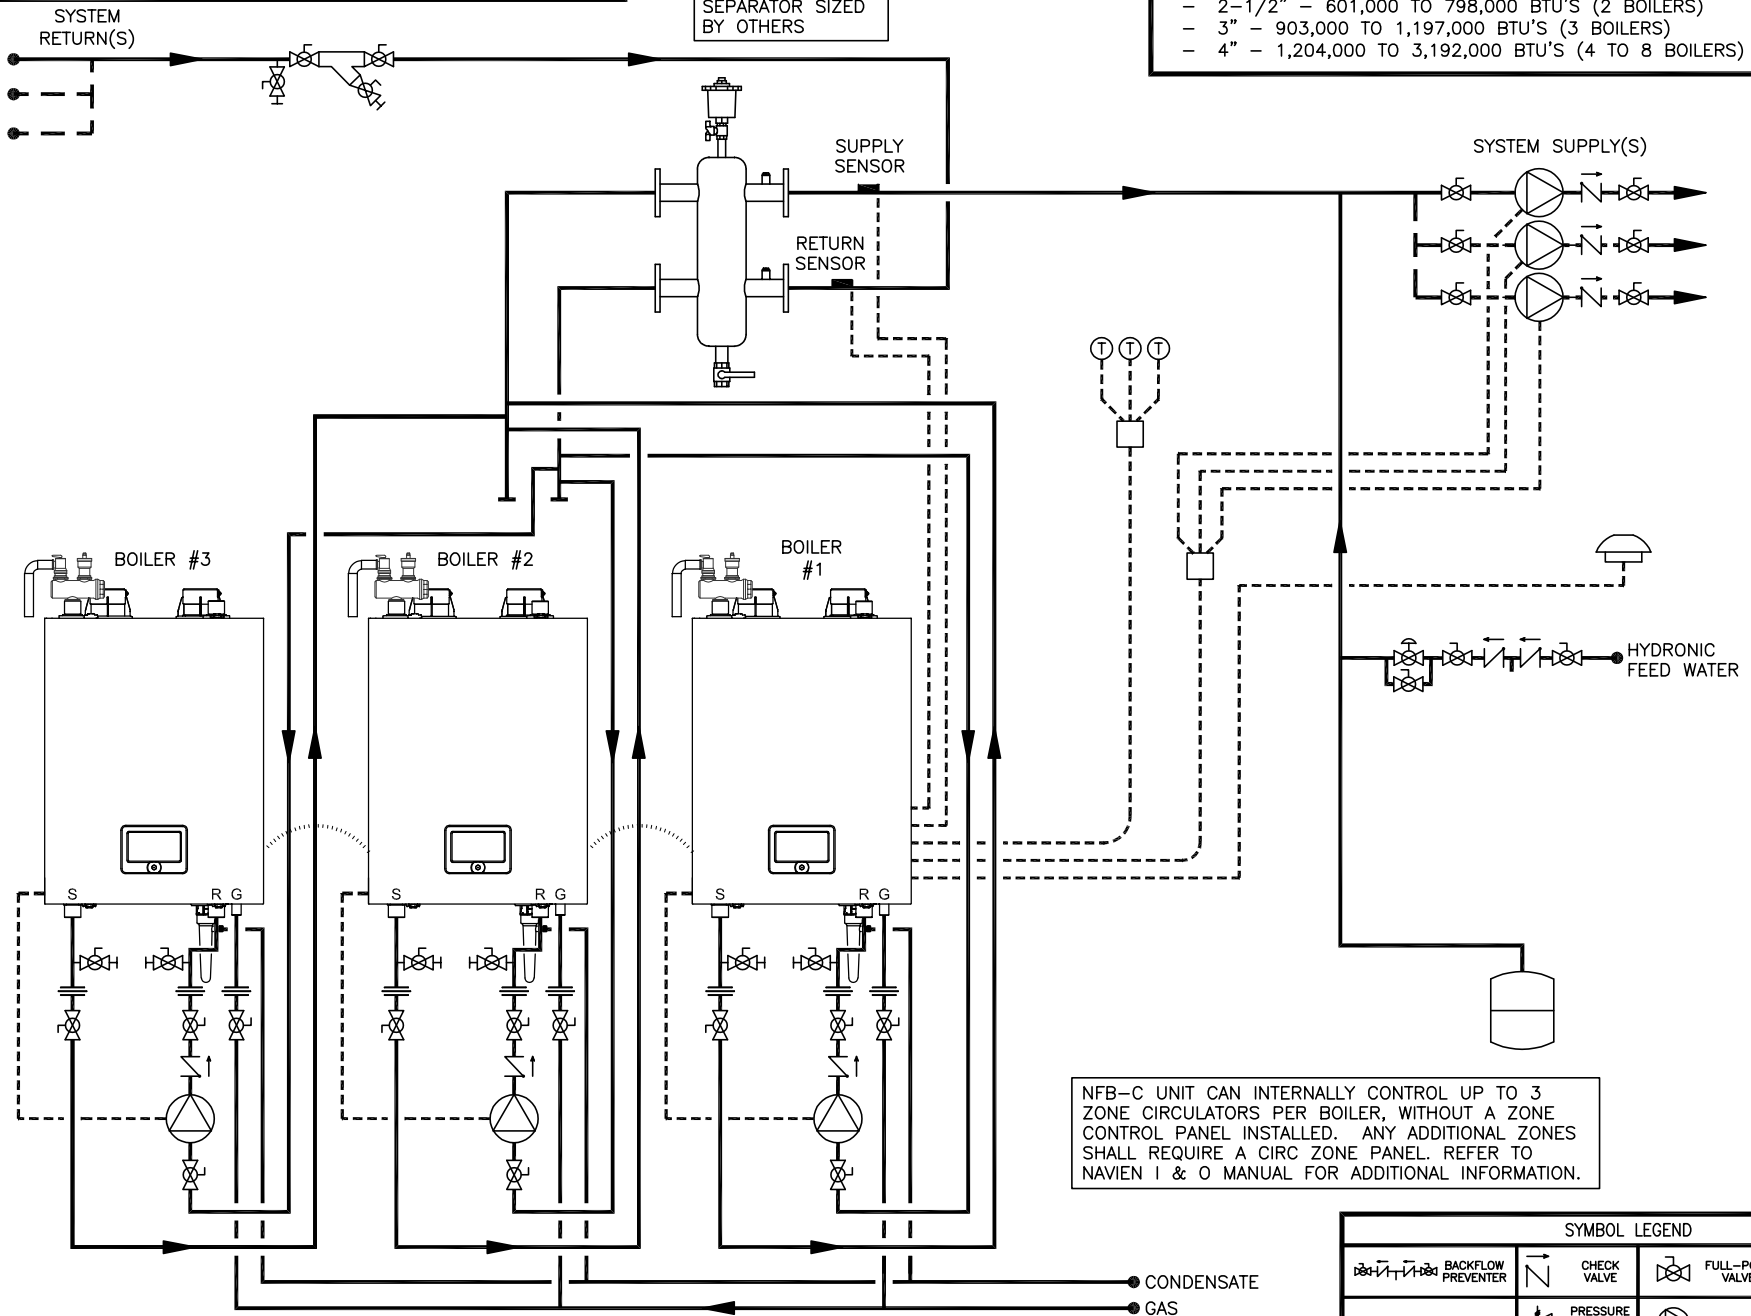 SYSTEM
RETURN(S)
SEPARATOR SIZED
BY OTHERS
- 2-1/2" - 601,000 TO 798,000 BTU'S (2 BOILERS)
- 3" - 903,000 TO 1,197,000 BTU'S (3 BOILERS)
- 4" - 1,204,000 TO 3,192,000 BTU'S (4 TO 8 BOILERS)
SUPPLY
SENSOR
SYSTEM SUPPLY(S)
RETURN
SENSOR
T T T
BOILER #3
BOILER #2
BOILER
#1
HYDRONIC
FEED WATER
S R G
S R G
S R G
NFB-C UNIT CAN INTERNALLY CONTROL UP TO 3
ZONE CIRCULATORS PER BOILER, WITHOUT A ZONE
CONTROL PANEL INSTALLED. ANY ADDITIONAL ZONES
SHALL REQUIRE A CIRC ZONE PANEL. REFER TO
NAVIEN I & O MANUAL FOR ADDITIONAL INFORMATION.
CONDENSATE
GAS
SYMBOL LEGEND
BACKFLOW
PREVENTER
CHECK
VALVE
FULL-PO
VALVE
PRESSURE